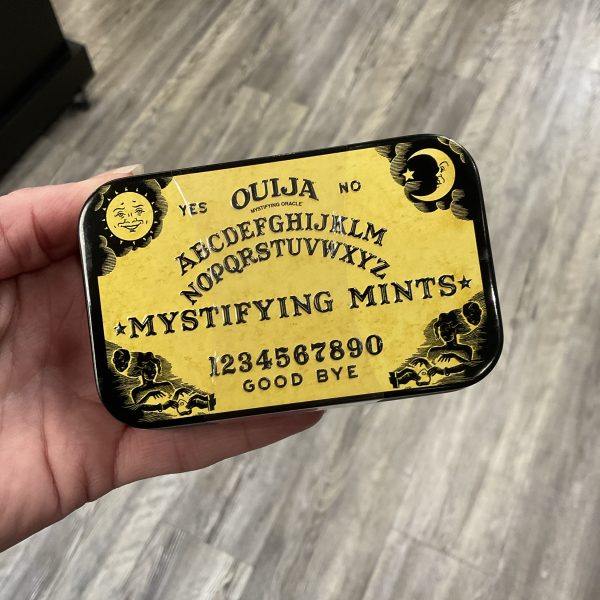 YES OUIJA NO
MYSTIFYING ORACLE
ABCDEFGHIJKLM
NOPQRSTUVWXYZ
★MYSTIFYING MINTS★
1234567890
GOOD BYE